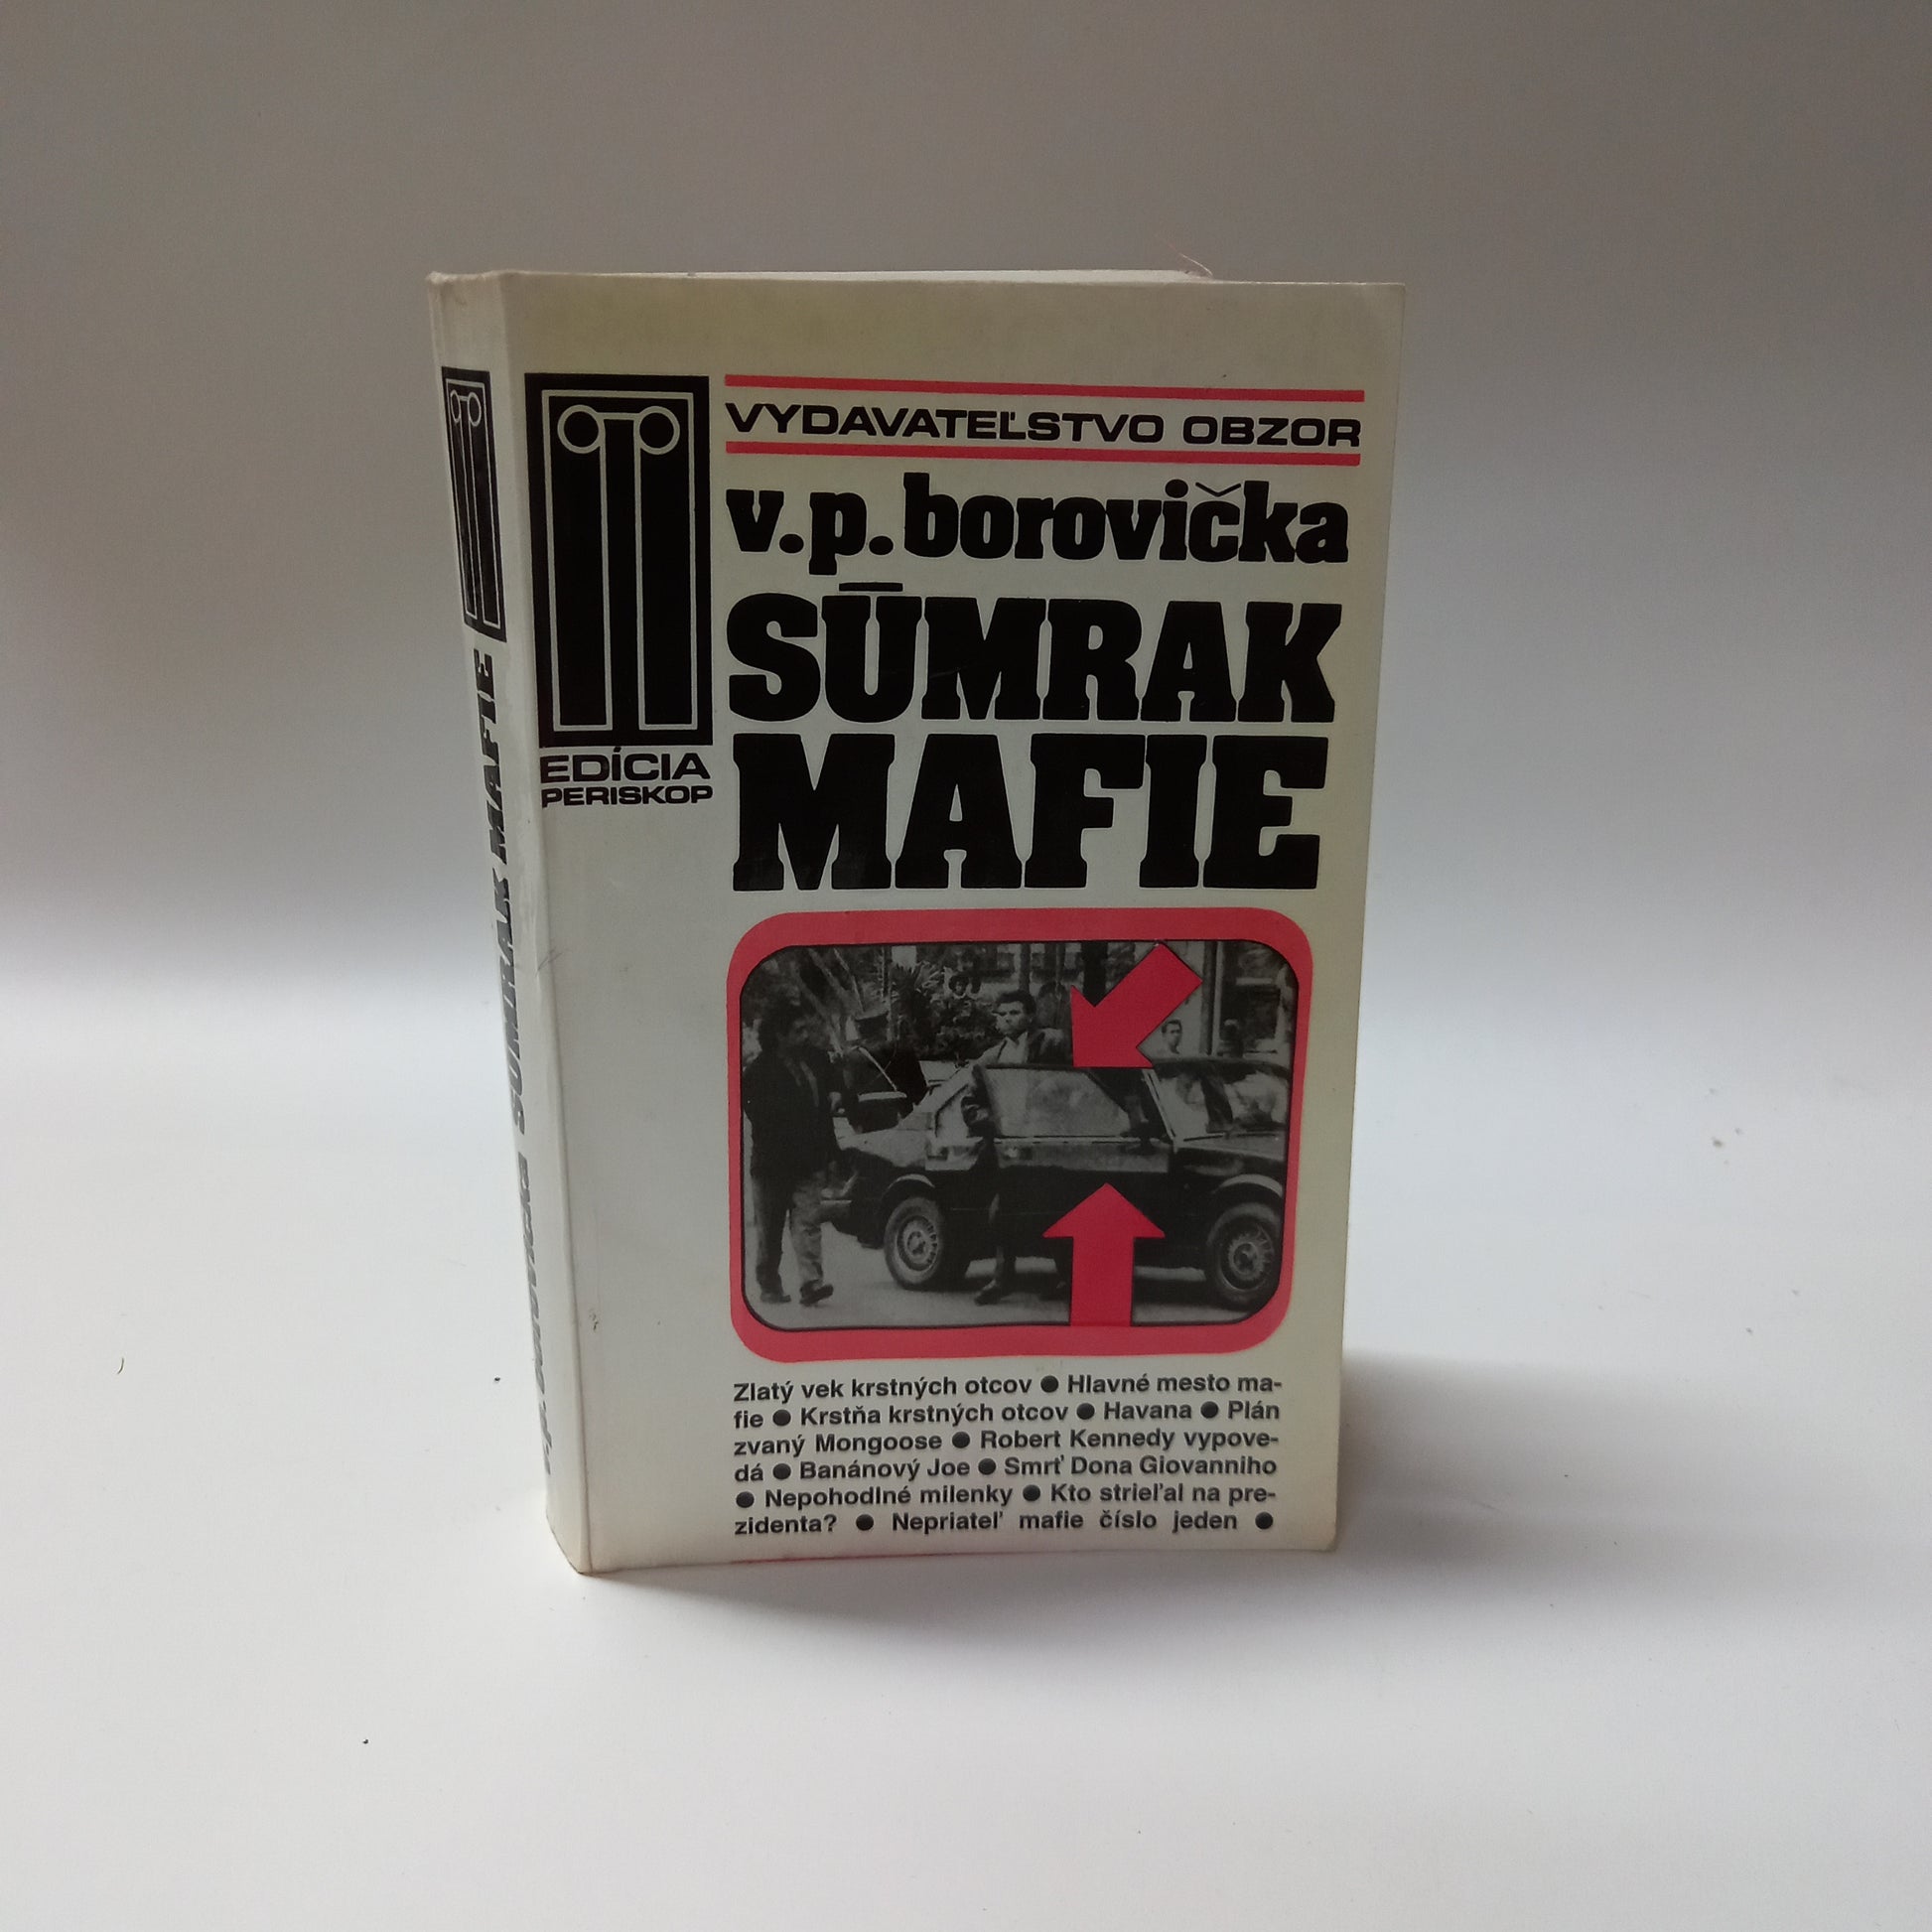 VYDAVATEĽSTVO OBZOR
v.p. borovička
SÚMRAK
MAFIE
EDÍCIA
PERISKOP
Zlatý vek krstných otcov ● Hlavné mesto ma-
fie ● Krstňa krstných otcov ● Havana ● Plán
zvaný Mongoose ● Robert Kennedy vypove-
dá ● Banánový Joe ● Smrť Dona Giovanniho
● Nepohodlné milenky ● Kto strieľal na pre-
zidenta? ● Nepriateľ mafie číslo jeden ●
v.p. borovička SÚMRAK MAFIE